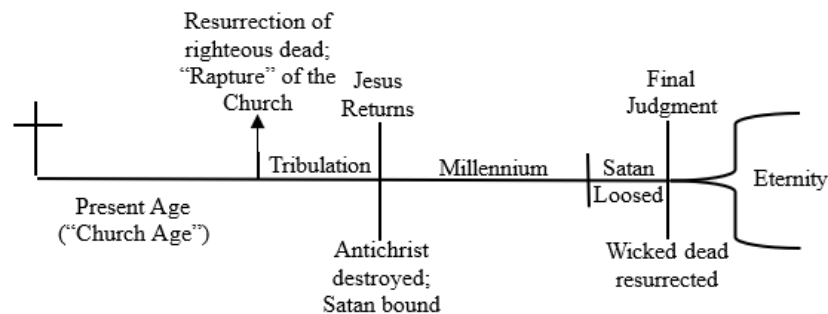 Resurrection of
righteous dead;
“Rapture” of the
Church
Jesus
Returns
Final
Judgment
Tribulation
Millennium
Satan
Loosed
Eternity
Present Age
(“Church Age”)
Antichrist
destroyed;
Satan bound
Wicked dead
resurrected